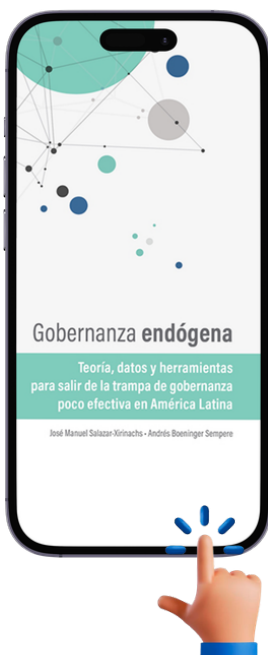 Gobernanza endógena
Teoría, datos y herramientas
para salir de la trampa de gobernanza
poco efectiva en América Latina
José Manuel Salazar-Xirinachs • Andrés Boeninger Sempere